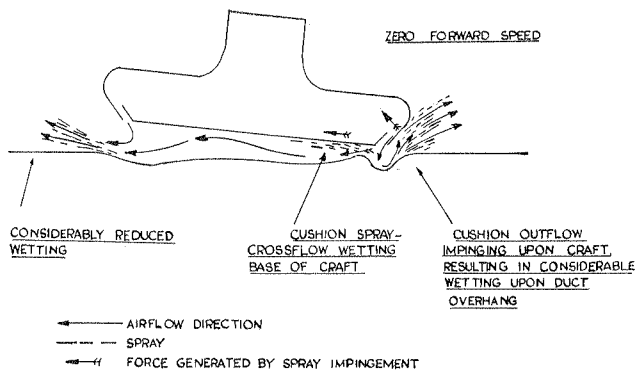 ZERO FORWARD SPEED
CONSIDERABLY REDUCED
WETTING
CUSHION SPRAY-
CROSSFLOW WETTING
BASE OF CRAFT
CUSHION OUTFLOW
IMPINGING UPON CRAFT,
RESULTING IN CONSIDERABLE
WETTING UPON DUCT
OVERHANG
AIRFLOW DIRECTION
SPRAY
FORCE GENERATED BY SPRAY IMPINGEMENT